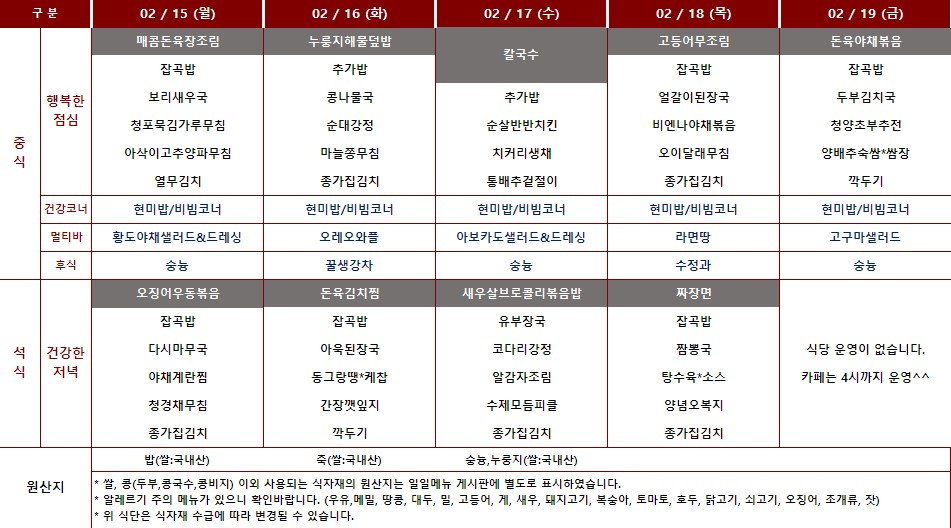 구 분 02 / 15 (월) 02 / 16 (화) 02 / 17 (수) 02 / 18 (목) 02 / 19 (금)
중식
행복한 점심
매콤돈육장조림 누룽지해물덮밥 칼국수 고등어무조림 돈육야채볶음
잡곡밥 추가밥 잡곡밥 잡곡밥
보리새우국 콩나물국 추가밥 얼갈이된장국 두부김치국
청포묵김가루무침 순대강정 순살반반치킨 비엔나야채볶음 청양초부추전
아삭이고추양파무침 마늘쫑무침 치커리생채 오이달래무침 양배추숙쌈*쌈장
열무김치 종가집김치 통배추겉절이 종가집김치 깍두기
건강코너 현미밥/비빔코너 현미밥/비빔코너 현미밥/비빔코너 현미밥/비빔코너 현미밥/비빔코너
멀티바 황도야채샐러드&드레싱 오레오와플 아보카도샐러드&드레싱 라면땅 고구마샐러드
후식 숭늉 꿀생강차 숭늉 수정과 숭늉
석식
건강한 저녁
오징어우동볶음 돈육김치찜 새우살브로콜리볶음밥 짜장면
잡곡밥 잡곡밥 유부장국 잡곡밥
다시마무국 아욱된장국 코다리강정 짬뽕국 식당 운영이 없습니다.
야채계란찜 동그랑땡*케찹 알감자조림 탕수육*소스 카페는 4시까지 운영^^
청경채무침 간장깻잎지 수제모듬피클 양념오복지
종가집김치 깍두기 종가집김치 종가집김치
원산지
밥(쌀:국내산) 죽(쌀:국내산) 숭늉,누룽지(쌀:국내산)
* 쌀, 콩(두부,콩국수,콩비지) 이외 사용되는 식자재의 원산지는 일일메뉴 게시판에 별도로 표시하였습니다.
* 알레르기 주의 메뉴가 있으니 확인바랍니다. (우유,메밀, 땅콩, 대두, 밀, 고등어, 게, 새우, 돼지고기, 복숭아, 토마토, 호두, 닭고기, 쇠고기, 오징어, 조개류, 잣)
* 위 식단은 식자재 수급에 따라 변경될 수 있습니다.